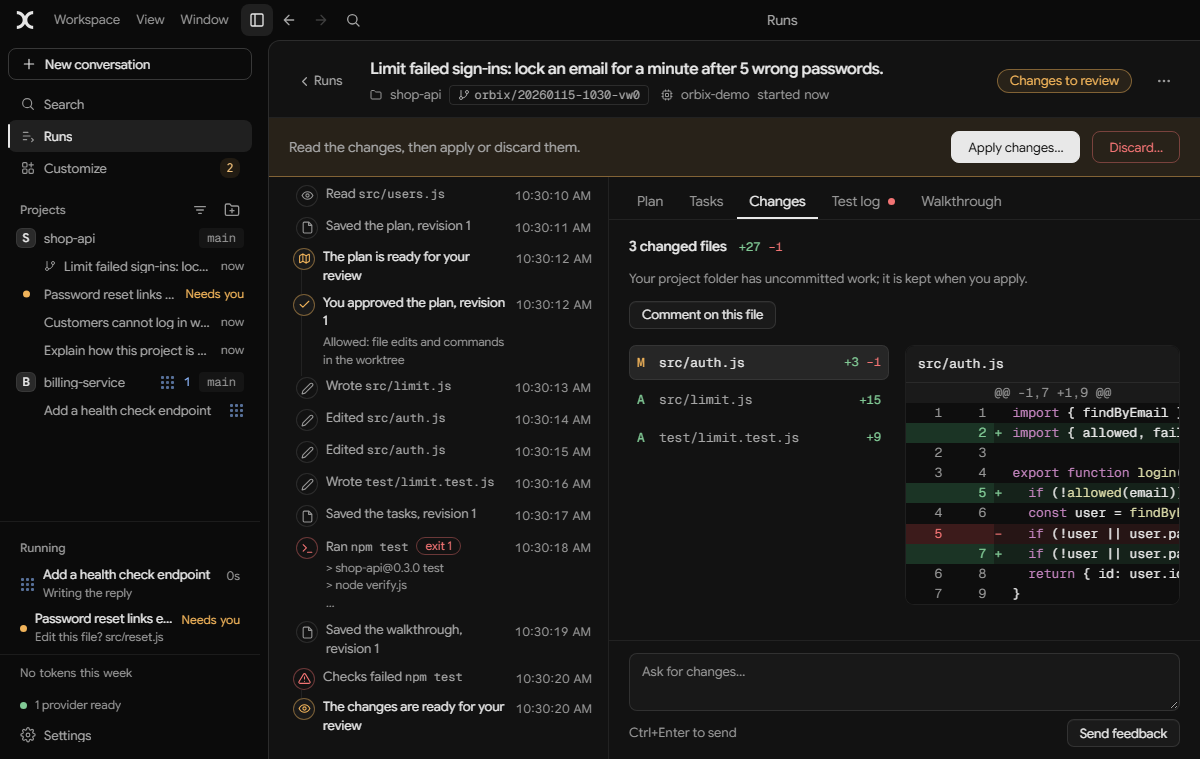 Workspace View Window
Runs
New conversation
Search
Runs
Customize 2
Projects
S shop-api main
Limit failed sign-ins: loc... now
Password reset links ... Needs you
Customers cannot log in w... now
Explain how this project is ... now
B billing-service 1 main
Add a health check endpoint
Running
Add a health check endpoint 0s
Writing the reply
Password reset links e... Needs you
Edit this file? src/reset.js
No tokens this week
1 provider ready
Settings
Runs
Limit failed sign-ins: lock an email for a minute after 5 wrong passwords.
shop-api orbix/20260115-1030-vw0 orbix-demo started now
Changes to review
Read the changes, then apply or discard them.
Apply changes...
Discard...
Read src/users.js 10:30:10 AM
Saved the plan, revision 1 10:30:11 AM
The plan is ready for your review 10:30:12 AM
You approved the plan, revision 1 10:30:12 AM
Allowed: file edits and commands in the worktree
Wrote src/limit.js 10:30:13 AM
Edited src/auth.js 10:30:14 AM
Edited src/auth.js 10:30:15 AM
Wrote test/limit.test.js 10:30:16 AM
Saved the tasks, revision 1 10:30:17 AM
Ran npm test exit 1 10:30:18 AM
> shop-api@0.3.0 test
> node verify.js
...
Saved the walkthrough, revision 1 10:30:19 AM
Checks failed npm test 10:30:20 AM
The changes are ready for your review 10:30:20 AM
Plan Tasks Changes Test log Walkthrough
3 changed files +27 −1
Your project folder has uncommitted work; it is kept when you apply.
Comment on this file
M src/auth.js +3 −1
A src/limit.js +15
A test/limit.test.js +9
src/auth.js
@@ -1,7 +1,9 @@
1 1 import { findByEmail }
2 + import { allowed, fai
2 3
3 4 export function login(
5 + if (!allowed(email)
4 6 const user = findByE
5 − if (!user || user.pa
7 + if (!user || user.pa
6 8 return { id: user.id
7 9 }
Ask for changes...
Ctrl+Enter to send
Send feedback